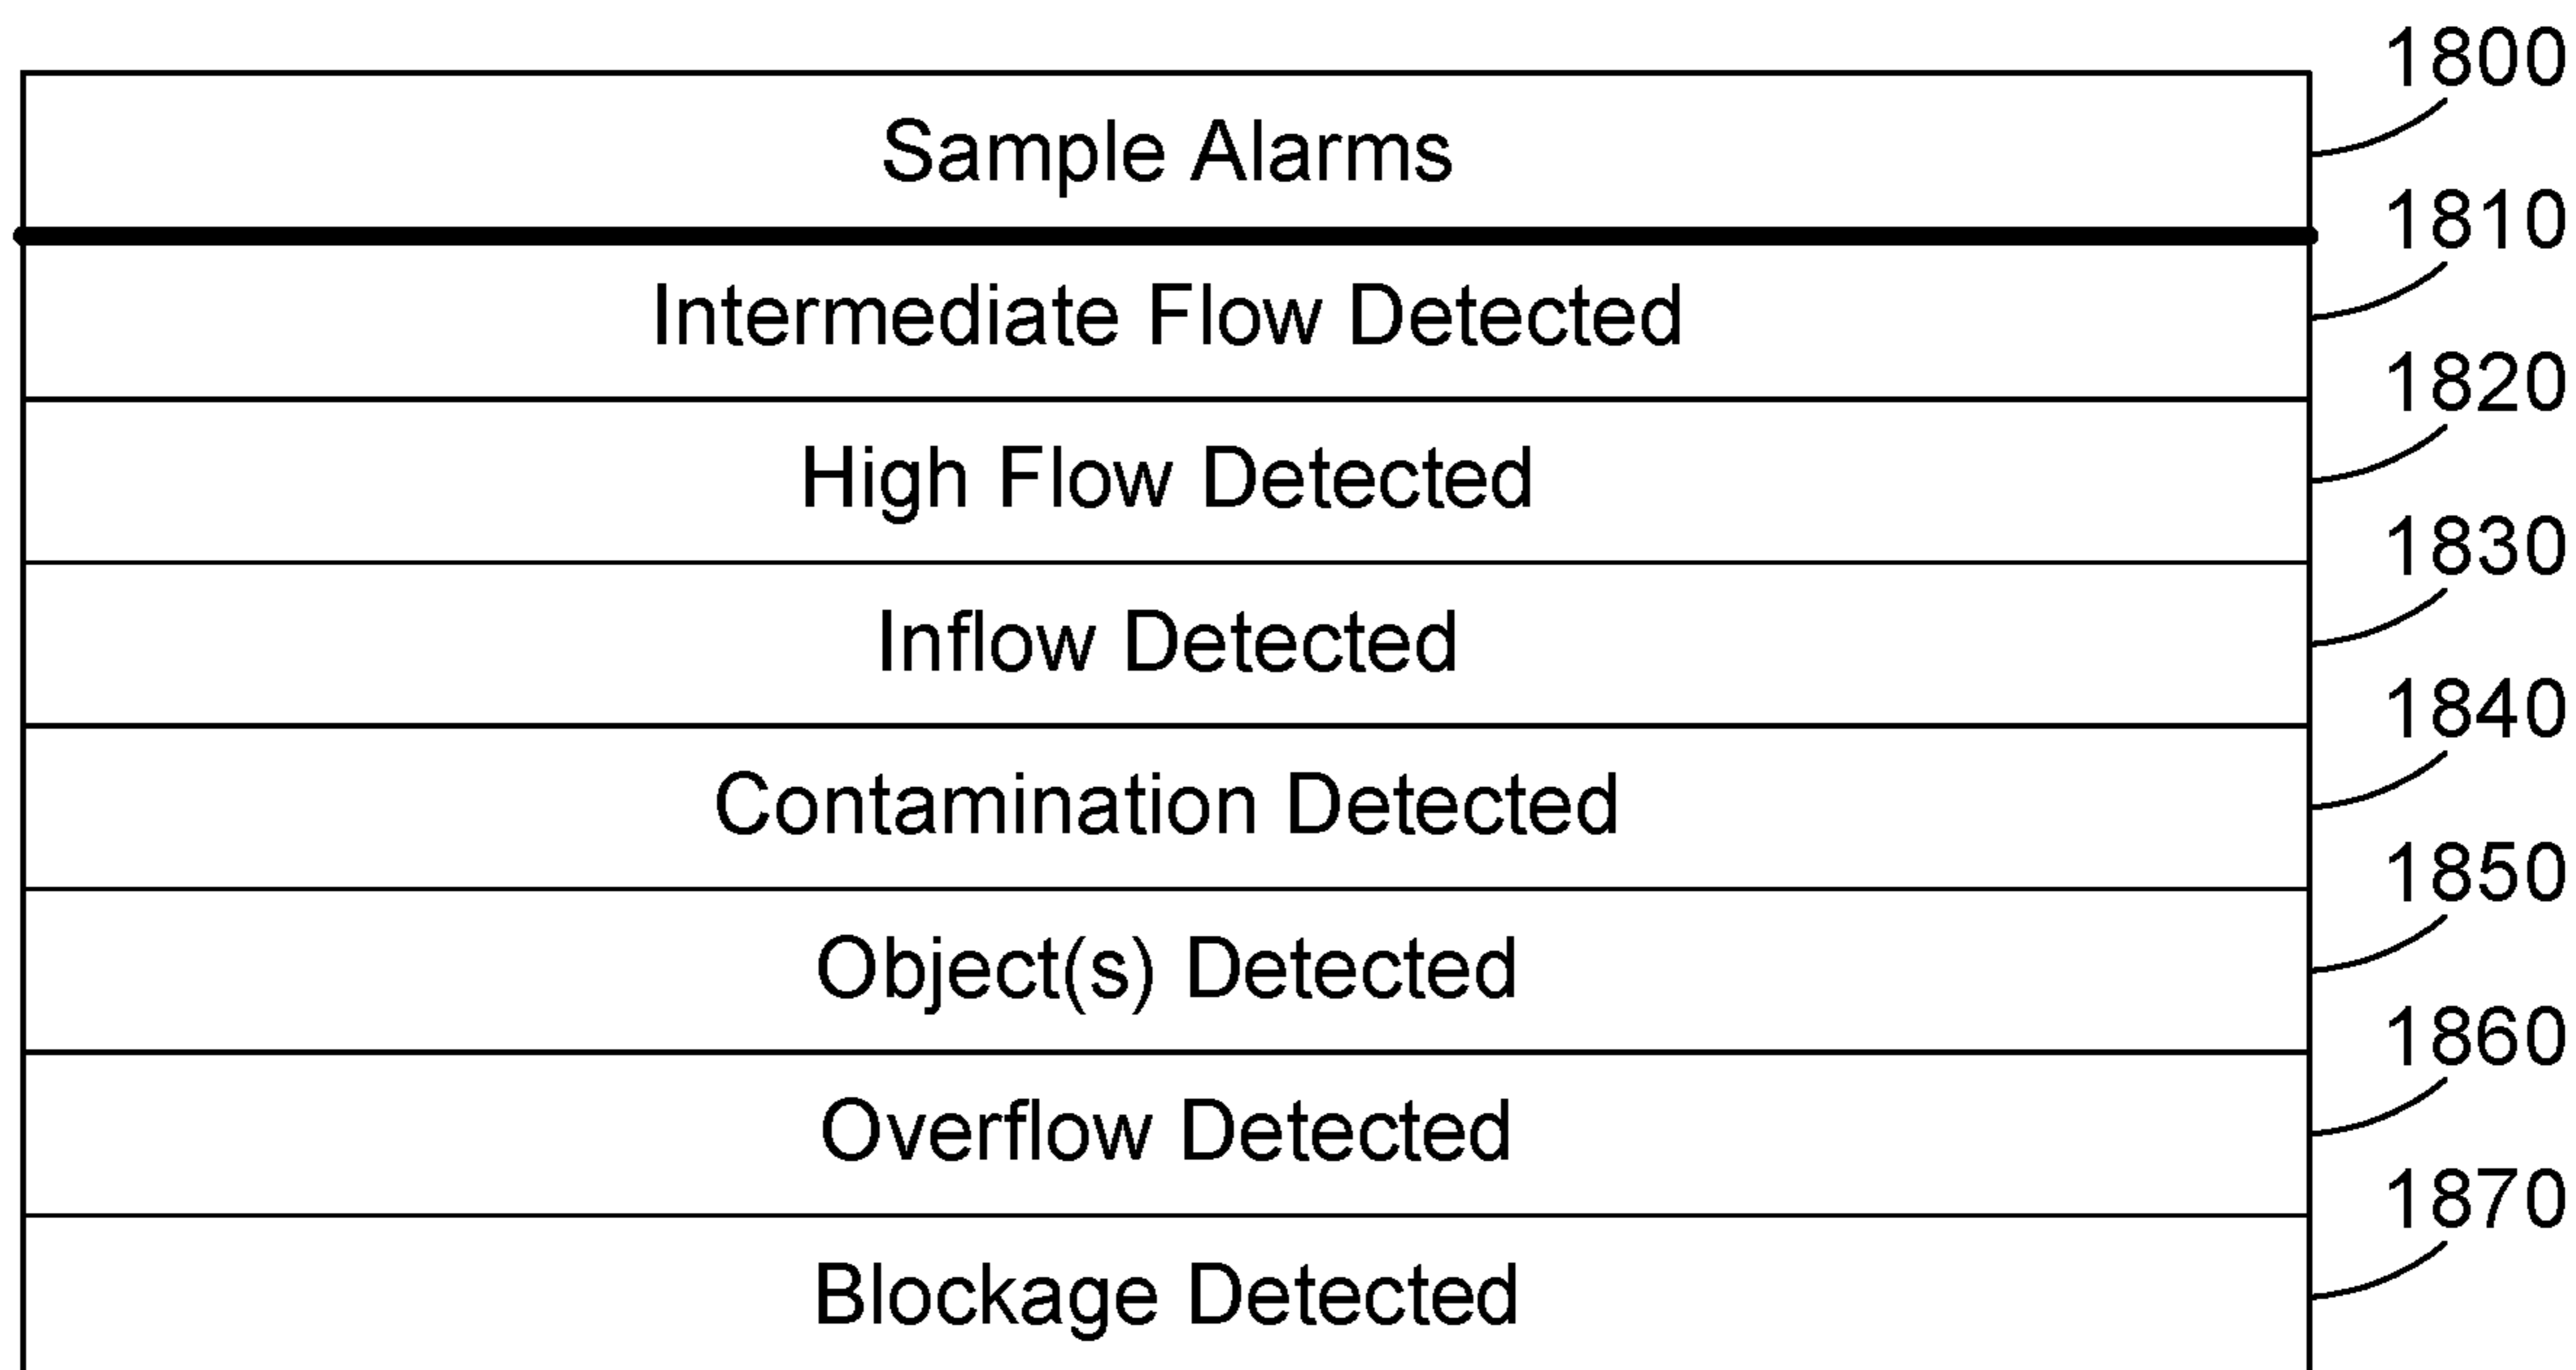 1800
Sample Alarms
1810
Intermediate Flow Detected
1820
High Flow Detected
1830
Inflow Detected
1840
Contamination Detected
1850
Object(s) Detected
1860
Overflow Detected
1870
Blockage Detected